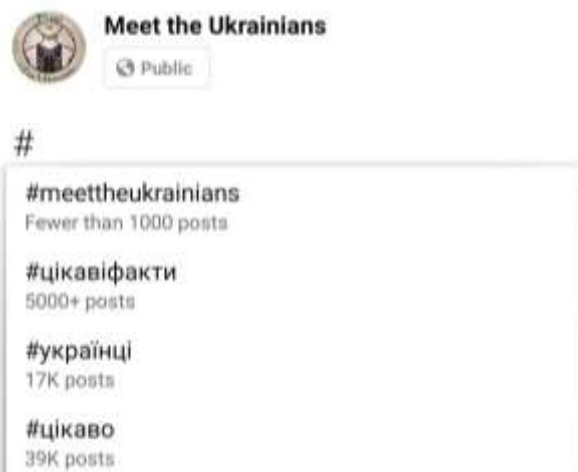 Meet the Ukrainians
Public
#
#meettheukrainians
Fewer than 1000 posts
#цікавіфакти
5000+ posts
#українці
17K posts
#цікаво
39K posts